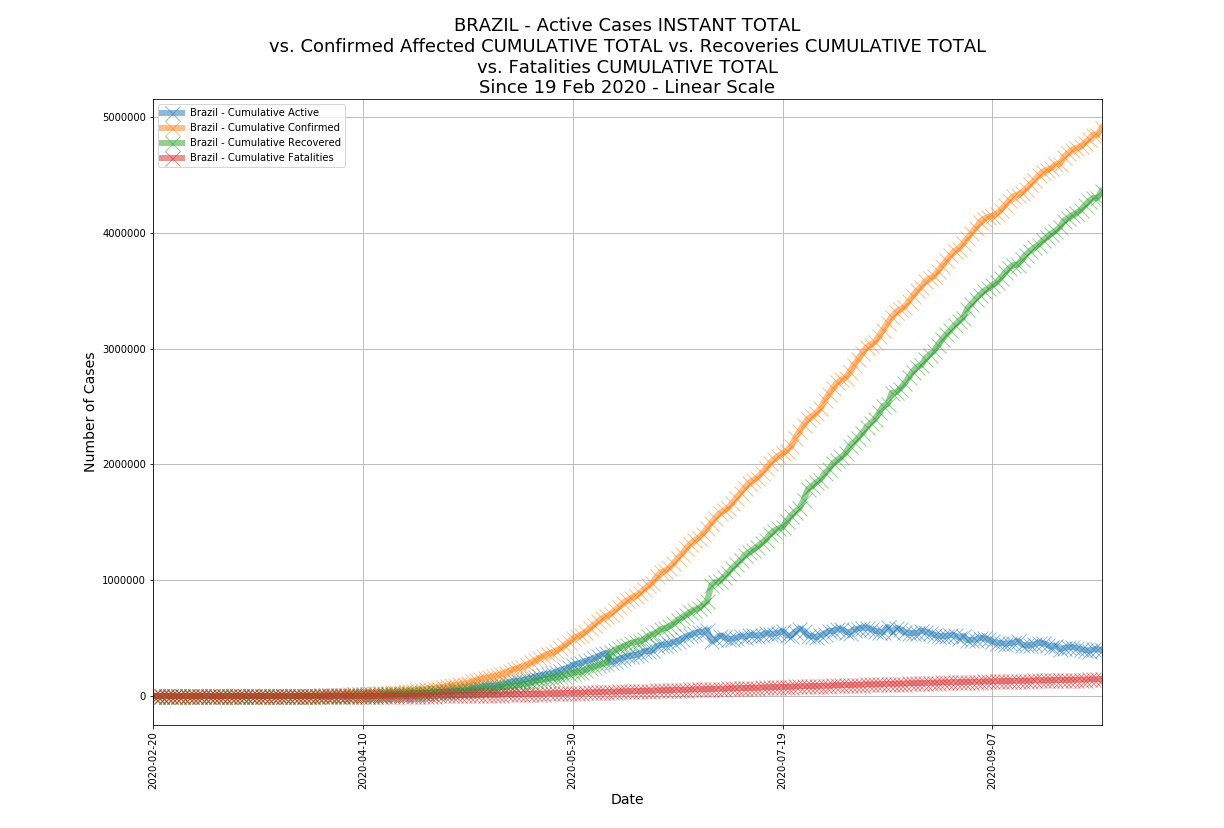 BRAZIL - Active Cases INSTANT TOTAL
vs. Confirmed Affected CUMULATIVE TOTAL vs. Recoveries CUMULATIVE TOTAL
vs. Fatalities CUMULATIVE TOTAL
Since 19 Feb 2020 - Linear Scale
Brazil - Cumulative Active
Brazil - Cumulative Confirmed
Brazil - Cumulative Recovered
Brazil - Cumulative Fatalities
Number of Cases
5000000
4000000
3000000
2000000
1000000
0
2020-02-20
2020-04-10
2020-05-30
2020-07-19
2020-09-07
Date